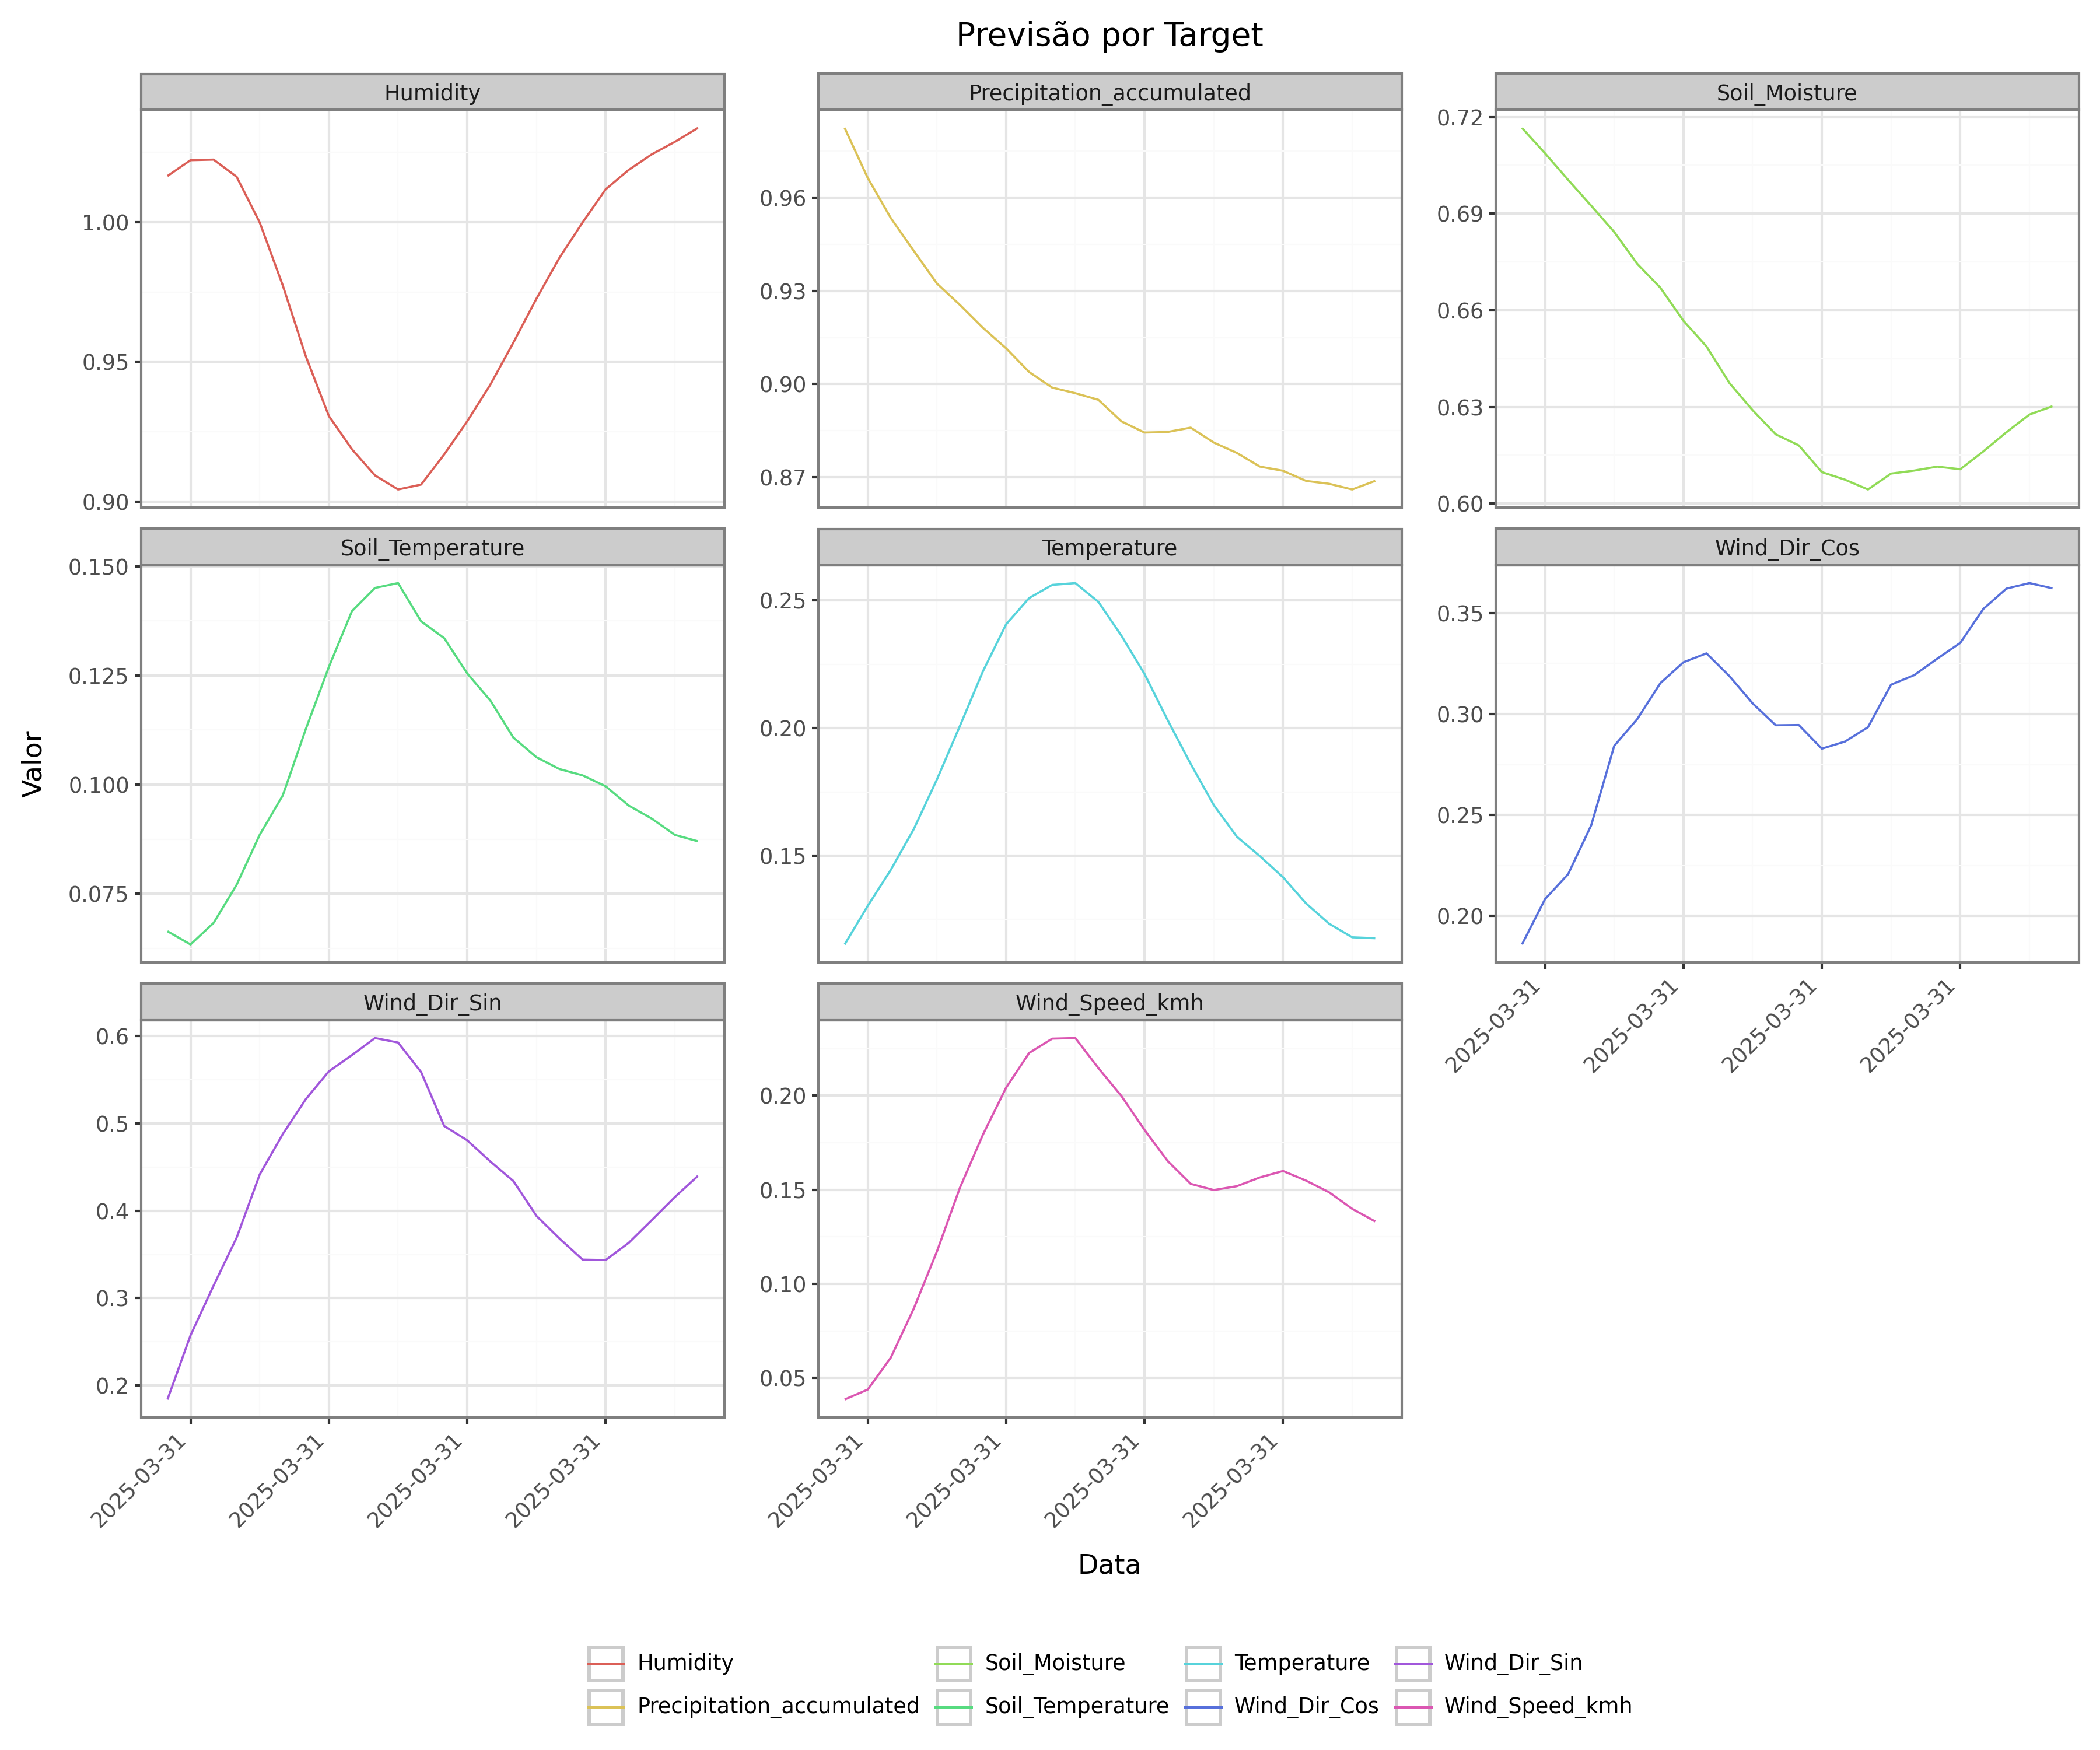 Previsão por Target
Humidity
Precipitation_accumulated
Soil_Moisture
1.00
0.95
0.90
0.96
0.93
0.90
0.87
0.72
0.69
0.66
0.63
0.60
Soil_Temperature
Temperature
Wind_Dir_Cos
0.150
0.125
0.100
0.075
0.25
0.20
0.15
0.35
0.30
0.25
0.20
2025-03-31
2025-03-31
2025-03-31
2025-03-31
Valor
Wind_Dir_Sin
Wind_Speed_kmh
0.6
0.5
0.4
0.3
0.2
0.20
0.15
0.10
0.05
2025-03-31
2025-03-31
2025-03-31
2025-03-31
2025-03-31
2025-03-31
2025-03-31
2025-03-31
Data
Humidity
Soil_Moisture
Temperature
Wind_Dir_Sin
Precipitation_accumulated
Soil_Temperature
Wind_Dir_Cos
Wind_Speed_kmh